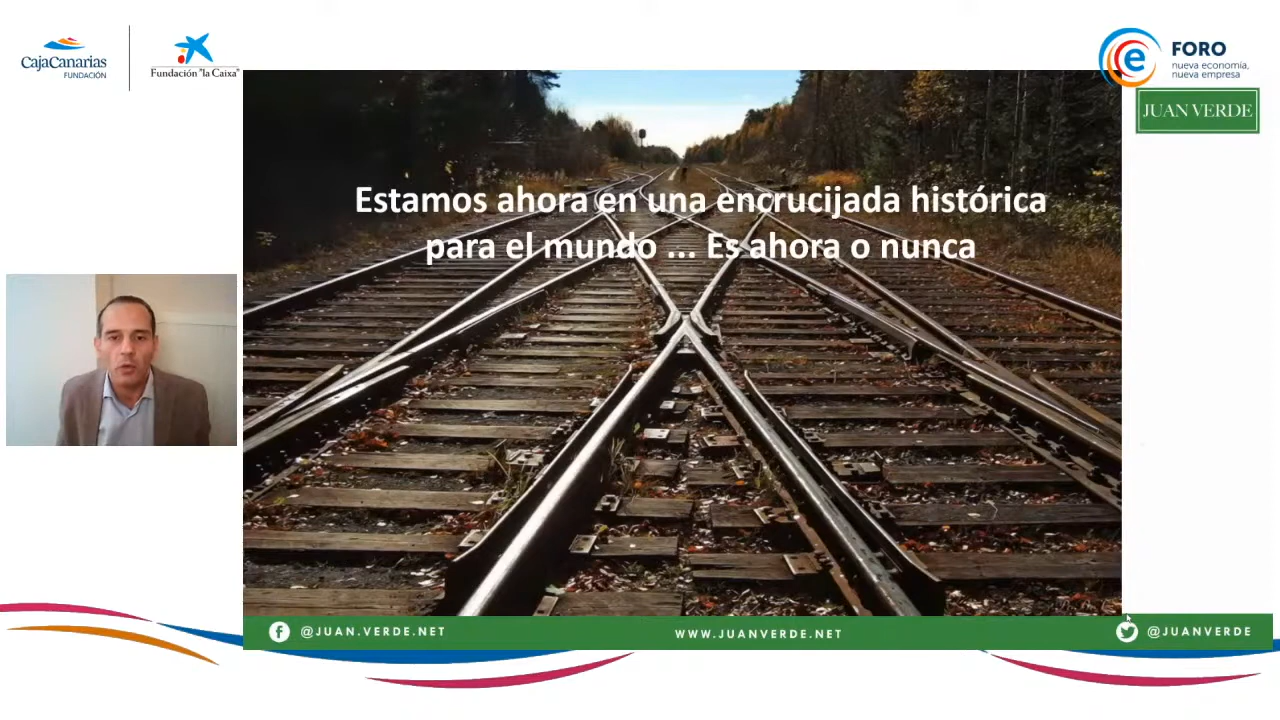 CajaCanarias
FUNDACIÓN
Fundación "la Caixa"
e
FORO
nueva economía,
nueva empresa
JUAN VERDE
Estamos ahora en una encrucijada histórica
para el mundo ... Es ahora o nunca
f @JUAN.VERDE.NET
WWW.JUANVERDE.NET
@JUANVERDE